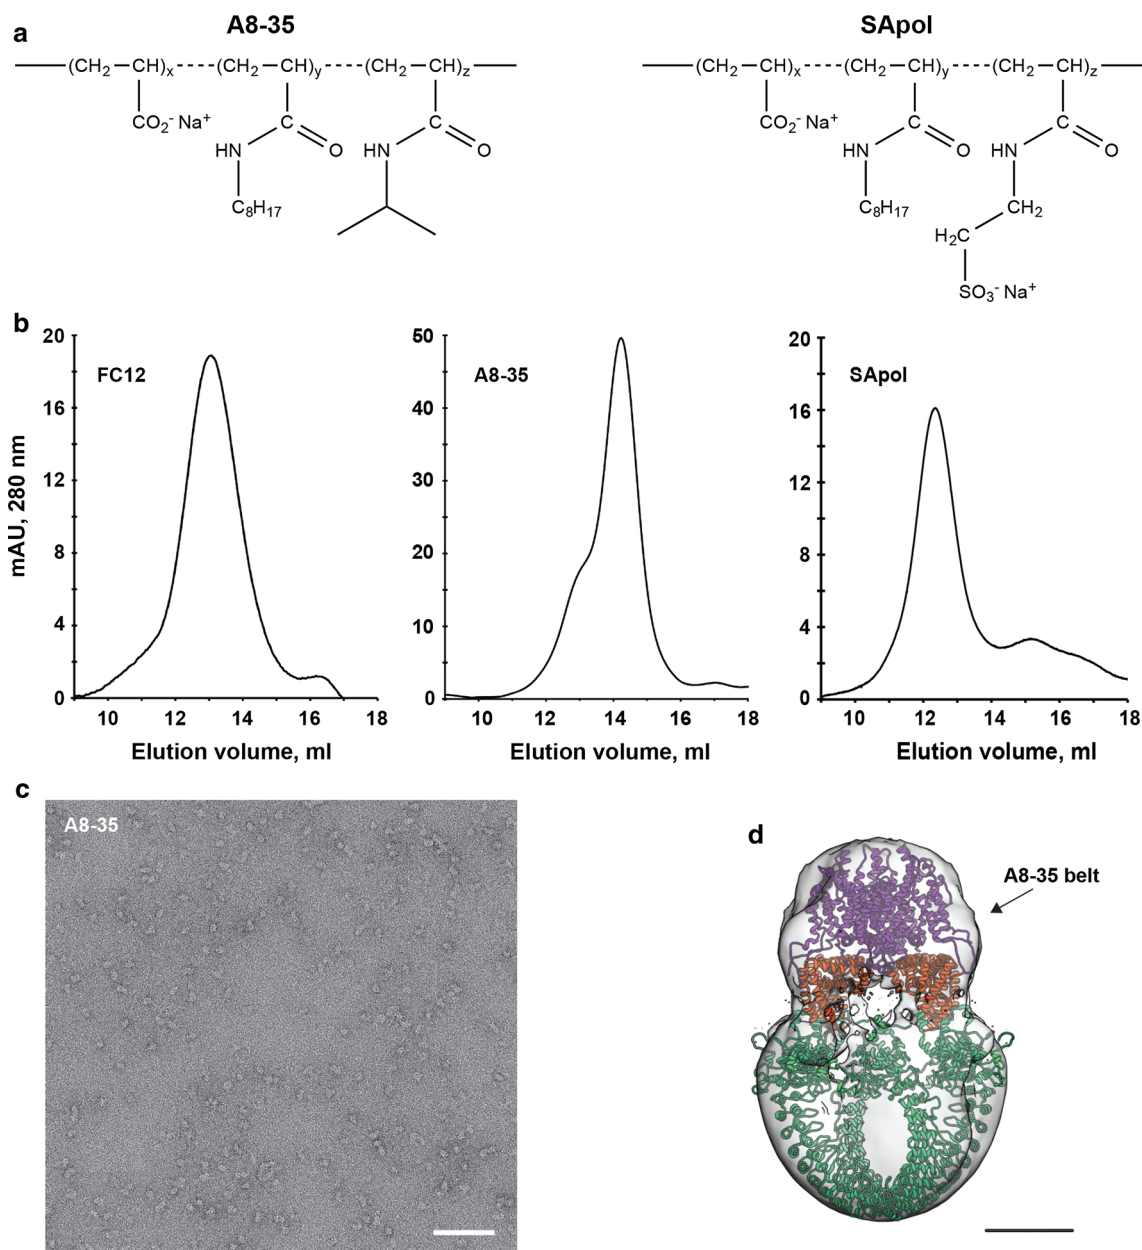 a
A8-35
SApol
(CH₂ CH)ₓ (CH₂ CH)y (CH₂ CH)z
CO₂⁻ Na⁺ C O C O
HN HN
C₈H₁₇
(CH₂ CH)ₓ (CH₂ CH)y (CH₂ CH)z
CO₂⁻ Na⁺ C O C O
HN HN
C₈H₁₇ CH₂
H₂C
SO₃⁻ Na⁺
b
mAU, 280 nm
FC12
20
16
12
8
4
0
10 12 14 16 18
Elution volume, ml
A8-35
50
40
30
20
10
0
10 12 14 16 18
Elution volume, ml
SApol
20
16
12
8
4
0
10 12 14 16 18
Elution volume, ml
c
A8-35
d
A8-35 belt